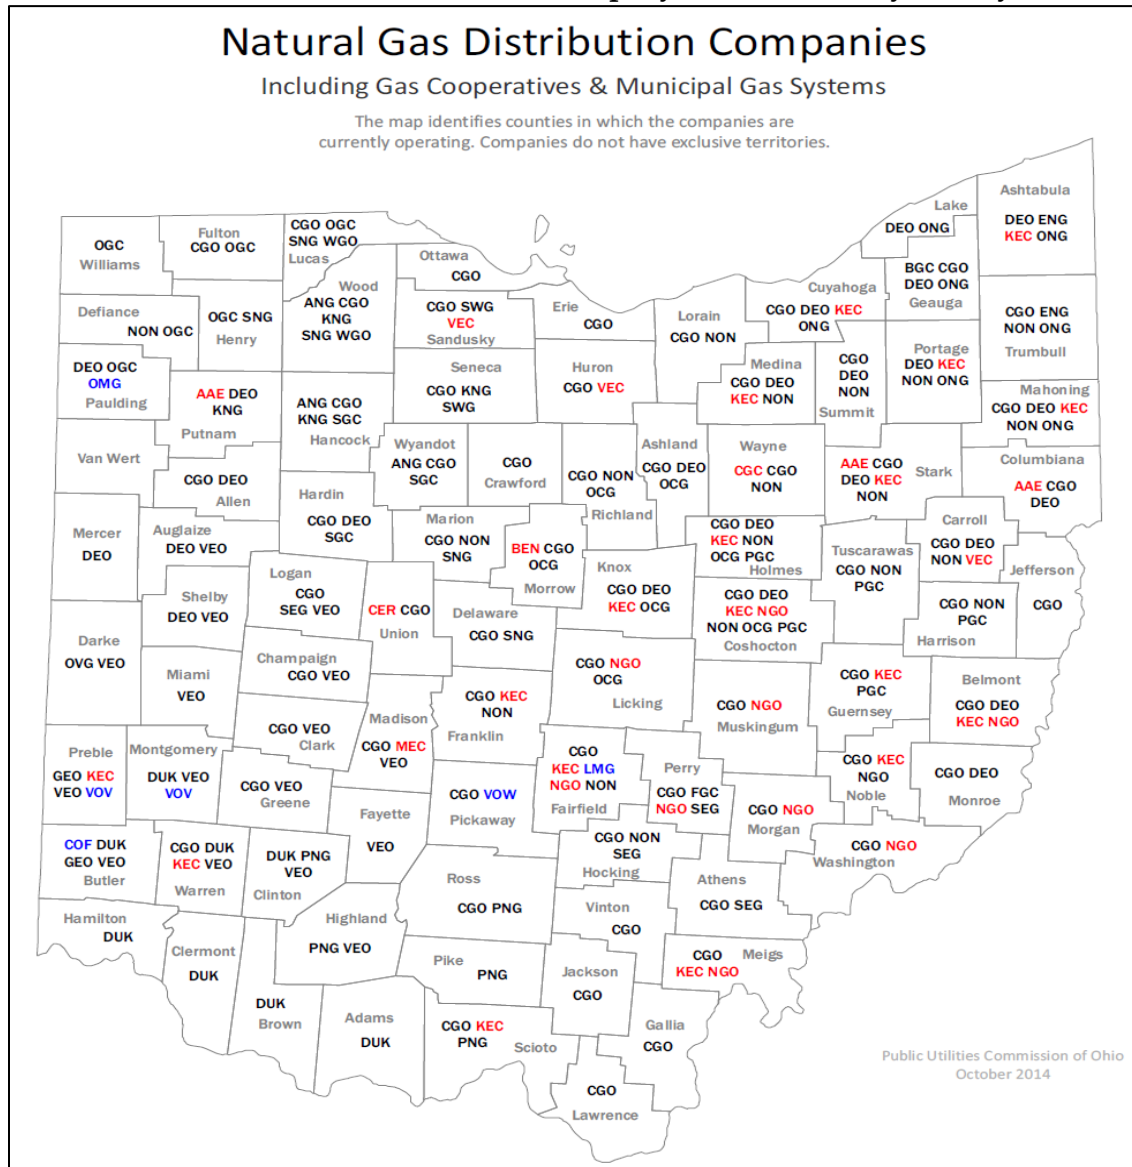 Natural Gas Distribution Companies
Including Gas Cooperatives & Municipal Gas Systems
The map identifies counties in which the companies are
currently operating. Companies do not have exclusive territories.
OGC
Williams
Fulton
CGO OGC
CGO OGC
SNG WGO
Lucas
Ottawa
CGO
Lake
DEO ONG
Ashtabula
DEO ENG
KEC ONG
Defiance
NON OGC
OGC SNG
Henry
Wood
ANG CGO
KNG
SNG WGO
CGO SWG
VEC
Sandusky
Erie
CGO
Lorain
CGO NON
Cuyahoga
CGO DEO KEC
ONG
BGC CGO
DEO ONG
Geauga
CGO ENG
NON ONG
Trumbull
DEO OGC
OMG
Paulding
AAE DEO
KNG
Putnam
ANG CGO
KNG SGC
Hancock
Seneca
CGO KNG
SWG
Huron
CGO VEC
Medina
CGO DEO
KEC NON
CGO
DEO
NON
Summit
Portage
DEO KEC
NON ONG
Mahoning
CGO DEO KEC
NON ONG
Van Wert
CGO DEO
Allen
Wyandot
ANG CGO
SGC
CGO
Crawford
CGO NON
OCG
Richland
Ashland
CGO DEO
OCG
Wayne
CGC CGO
NON
AAE CGO
DEO KEC
NON
Stark
Columbiana
AAE CGO
DEO
Mercer
DEO
Auglaize
DEO VEO
Hardin
CGO DEO
SGC
Marion
CGO NON
SNG
BEN CGO
OCG
Morrow
Knox
CGO DEO
KEC OCG
CGO DEO
KEC NON
OCG PGC
Holmes
Tuscarawas
CGO NON
PGC
Carroll
CGO DEO
NON VEC
Jefferson
CGO
Shelby
DEO VEO
Logan
CGO
SEG VEO
CER CGO
Union
Delaware
CGO SNG
CGO DEO
KEC NGO
NON OCG PGC
Coshocton
CGO NON
PGC
Harrison
Darke
OVG VEO
Miami
VEO
Champaign
CGO VEO
CGO NGO
OCG
Licking
CGO NGO
Muskingum
CGO KEC
PGC
Guernsey
Belmont
CGO DEO
KEC NGO
CGO VEO
Clark
Madison
CGO MEC
VEO
CGO KEC
NON
Franklin
Preble
GEO KEC
VEO VOV
Montgomery
DUK VEO
VOV
CGO VEO
Greene
Fayette
VEO
CGO VOW
Pickaway
CGO
KEC LMG
NGO NON
Fairfield
Perry
CGO FGC
NGO SEG
CGO NGO
Morgan
CGO KEC
NGO
Noble
CGO DEO
Monroe
CGO NGO
Washington
COF DUK
GEO VEO
Butler
CGO DUK
KEC VEO
Warren
DUK PNG
VEO
Clinton
CGO NON
SEG
Hocking
Athens
CGO SEG
Hamilton
DUK
Clermont
DUK
Highland
PNG VEO
Ross
CGO PNG
Vinton
CGO
CGO
KEC NGO
Meigs
DUK
Brown
Adams
DUK
Pike
PNG
Jackson
CGO
CGO KEC
PNG
Scioto
Gallia
CGO
CGO
Lawrence
Public Utilities Commission of Ohio
October 2014